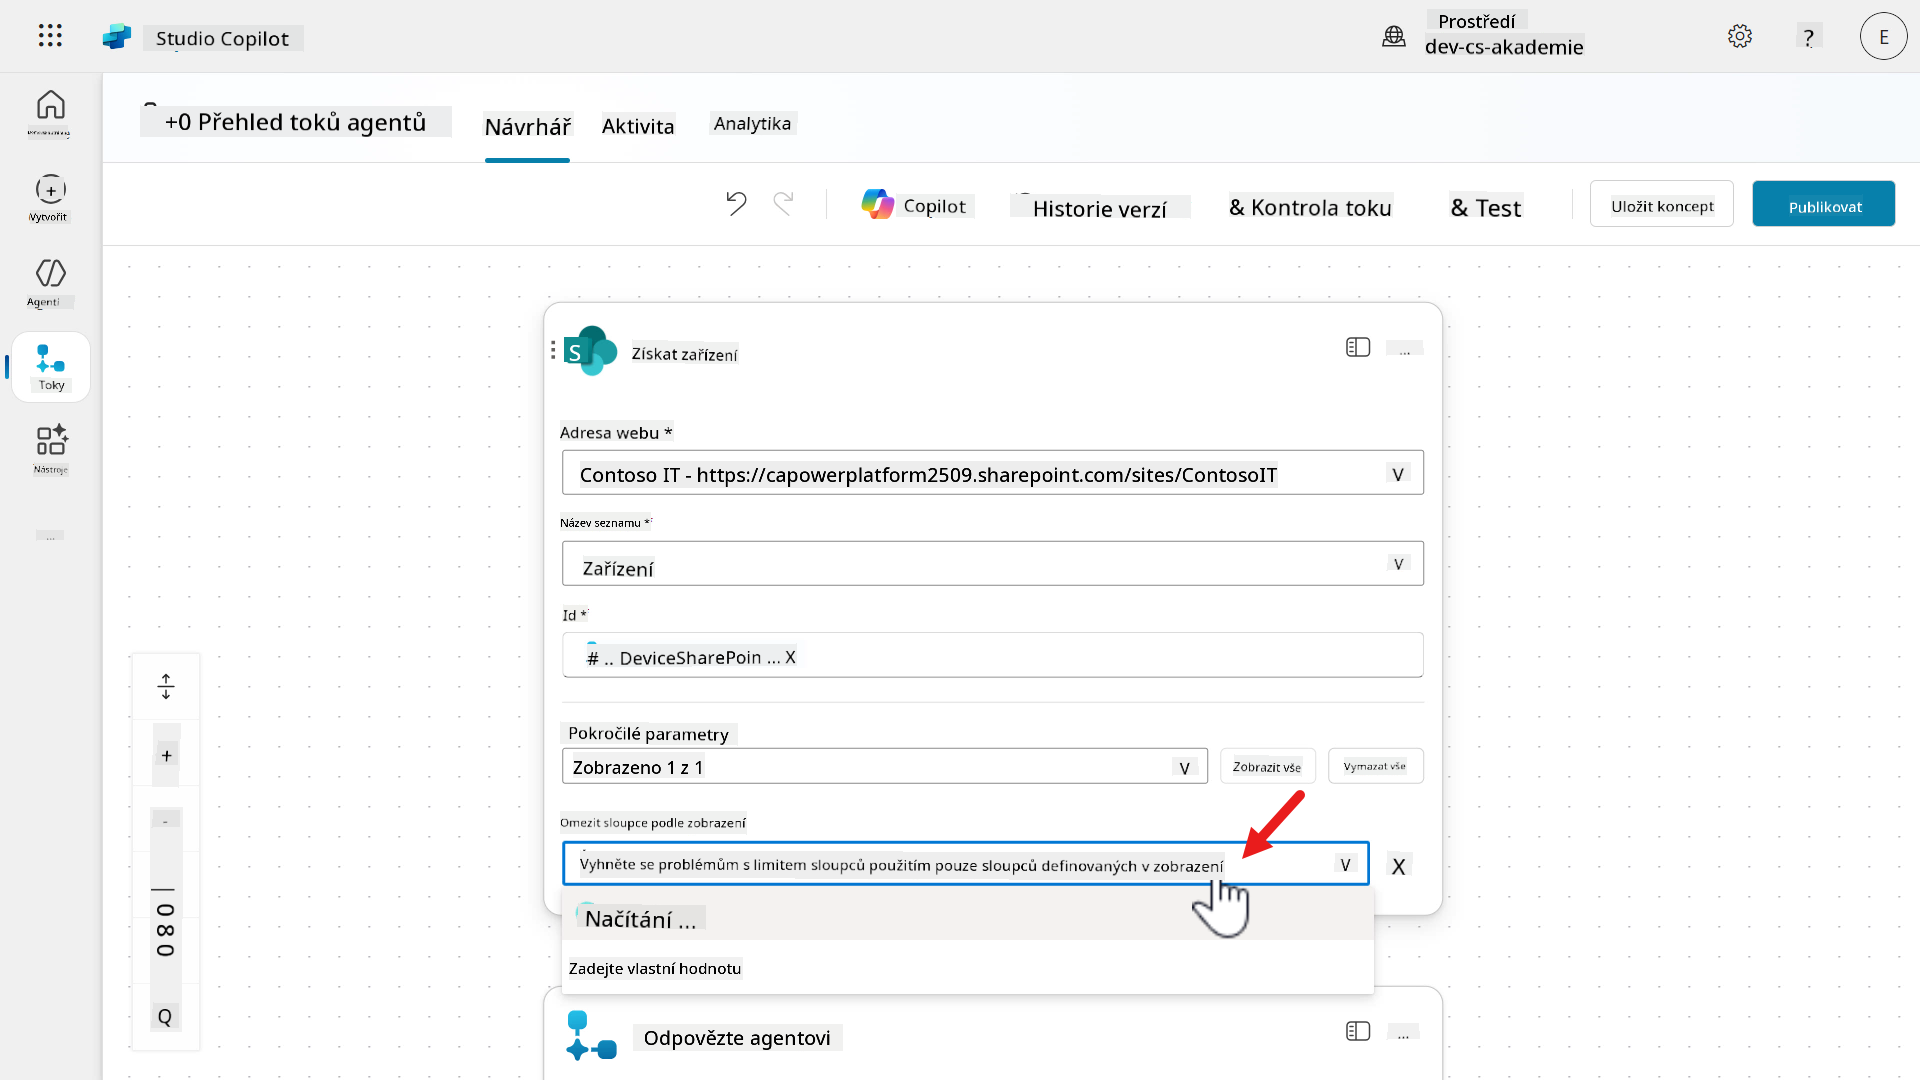 Studio Copilot
Prostředí
dev-cs-akademie
?
E
+0 Přehled toků agentů
Návrhář
Aktivita
Analytika
Copilot
Historie verzí
& Kontrola toku
& Test
Uložit koncept
Publikovat
Vytvořit
Agenti
Toky
Nástroje
...
S
Získat zařízení
...
Adresa webu *
Contoso IT - https://capowerplatform2509.sharepoint.com/sites/ContosoIT
V
Název seznamu *
Zařízení
V
Id *
# .. DeviceSharePoin ... X
Pokročilé parametry
Zobrazeno 1 z 1
V
Zobrazit vše
Vymazat vše
Omezit sloupce podle zobrazení
Vyhněte se problémům s limitem sloupců použitím pouze sloupců definovaných v zobrazení
V
X
Načítání ...
Zadejte vlastní hodnotu
+
-
080
Q
Odpovězte agentovi
...